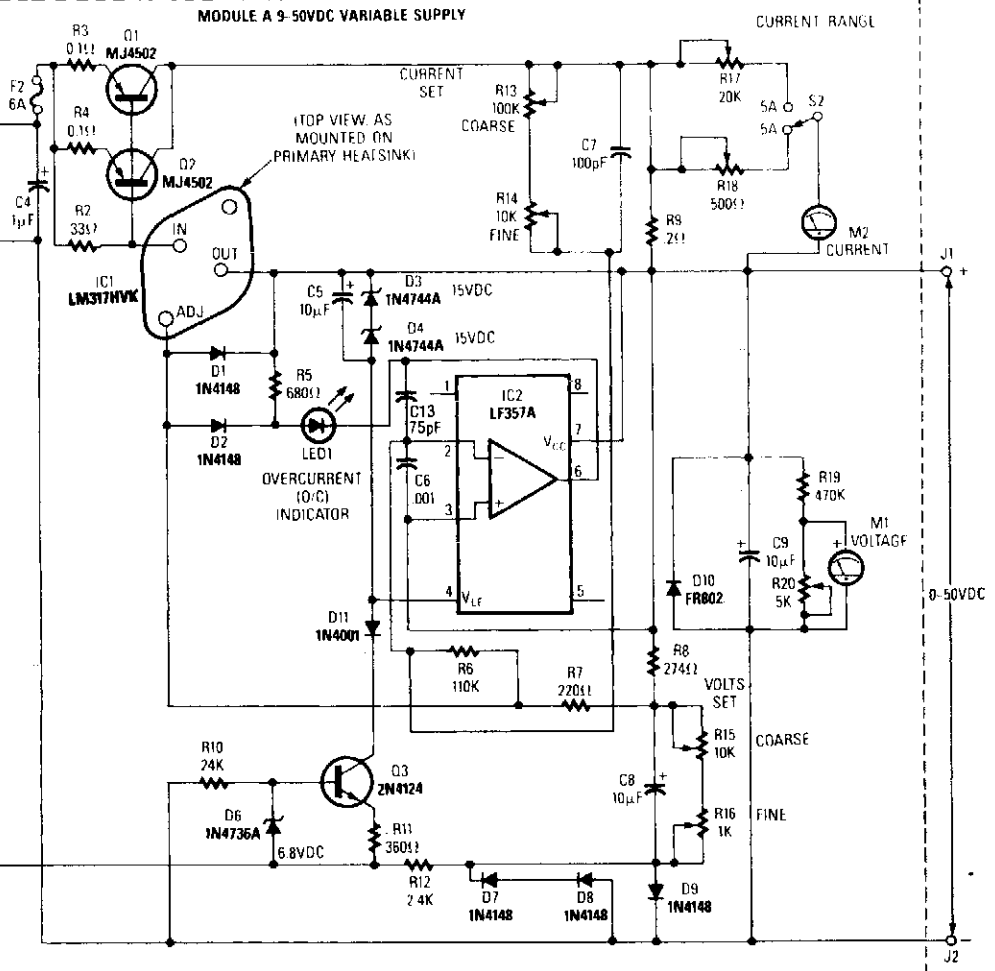 MODULE A 9-50VDC VARIABLE SUPPLY
CURRENT RANGE
R3
0.1Ω
Q1
MJ4502
F2
6A
R4
0.1Ω
Q2
MJ4502
(TOP VIEW, AS
MOUNTED ON
PRIMARY HEATSINK)
CURRENT
SET
R13
100K
COARSE
C7
100pF
R17
20K
5A
5A
S2
R18
500Ω
R14
10K
FINE
R9
.2Ω
M2
CURRENT
C4
1µF
+
R2
33Ω
IN
OUT
IC1
LM317HVK
ADJ
J1
+
C5
10µF
+
D3
1N4744A
15VDC
D4
1N4744A
15VDC
D1
1N4148
R5
680Ω
D2
1N4148
LED1
OVERCURRENT
(O/C)
INDICATOR
C13
75pF
C6
.001
1
2
3
4
IC2
LF357A
VCC
8
7
6
5
−
+
VLF
R19
470K
M1
VOLTAGE
+
C9
10µF
+
R20
5K
D10
FR802
0-50VDC
D11
1N4001
R6
110K
R7
220Ω
R8
274Ω
VOLTS
SET
R15
10K
COARSE
R10
24K
Q3
2N4124
C8
10µF
+
R16
1K
FINE
D6
1N4736A
6.8VDC
R11
360Ω
R12
2.4K
D7
1N4148
D8
1N4148
D9
1N4148
−
J2